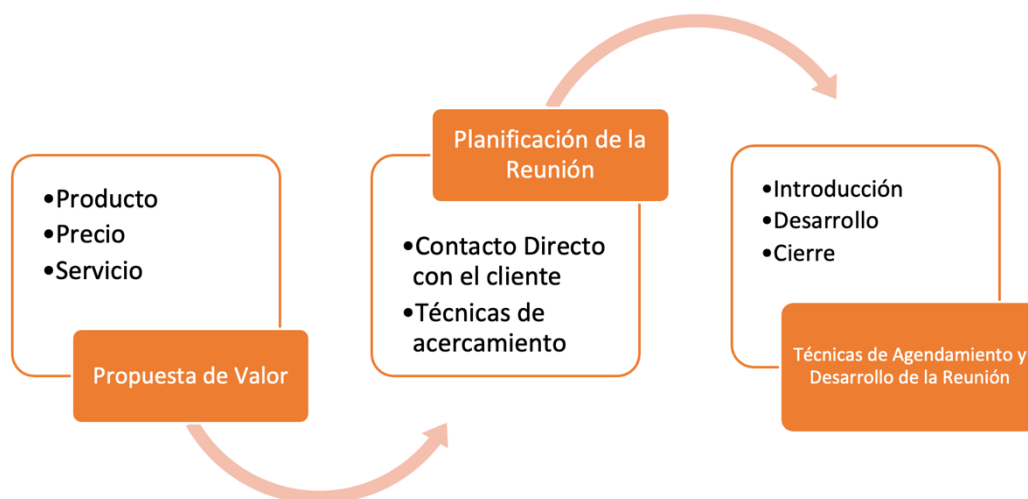 •Producto
•Precio
•Servicio
Propuesta de Valor
Planificación de la
Reunión
•Contacto Directo
con el cliente
•Técnicas de
acercamiento
•Introducción
•Desarrollo
•Cierre
Técnicas de Agendamiento y
Desarrollo de la Reunión